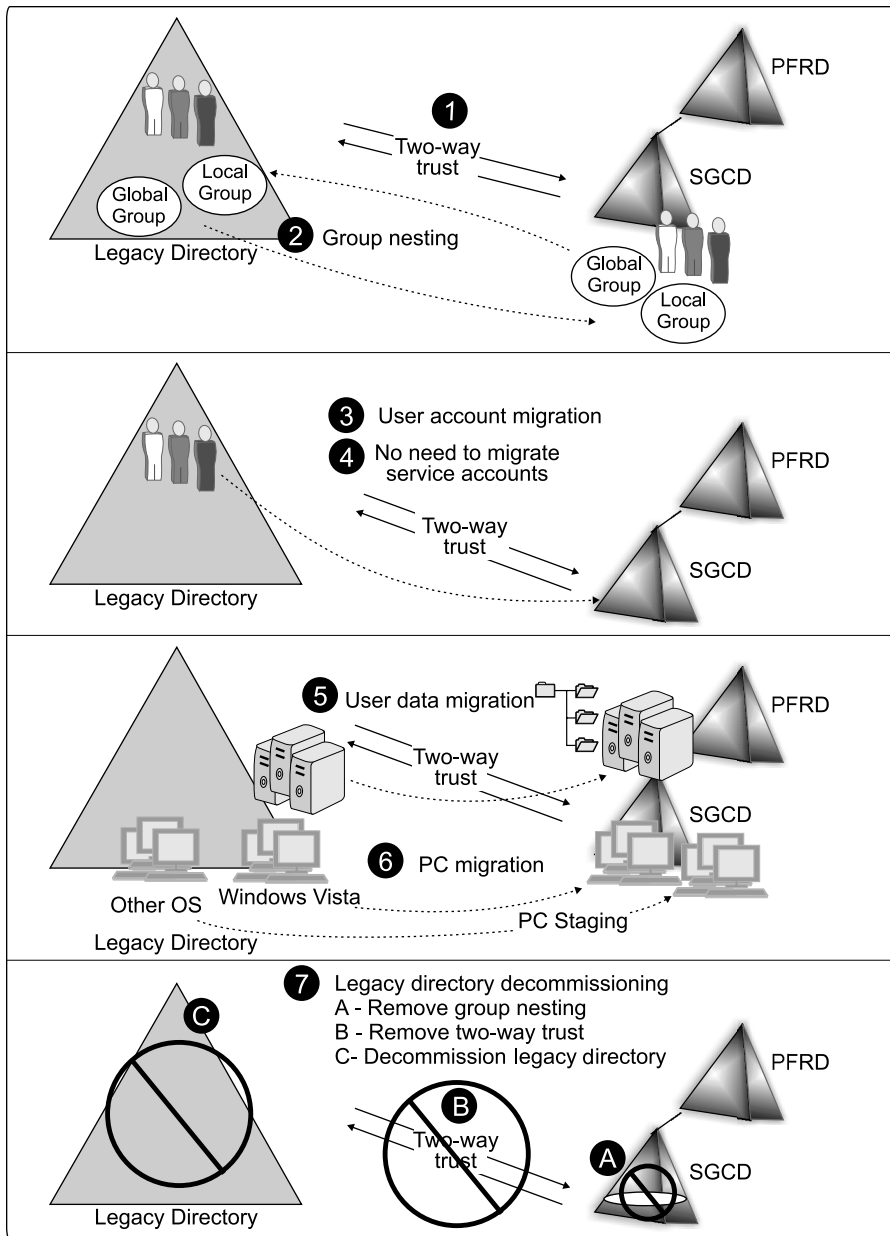 PFRD
1
Two-way
trust
SGCD
Local
Group
Global
Group
2 Group nesting
Legacy Directory
Global
Group
Local
Group
3 User account migration
4 No need to migrate
service accounts
PFRD
Two-way
trust
SGCD
Legacy Directory
5 User data migration
PFRD
Two-way
trust
SGCD
6 PC migration
Windows Vista
Other OS
PC Staging
Legacy Directory
7 Legacy directory decommissioning
A - Remove group nesting
B - Remove two-way trust
C- Decommission legacy directory
C
PFRD
B
Two-way
trust
A
SGCD
Legacy Directory